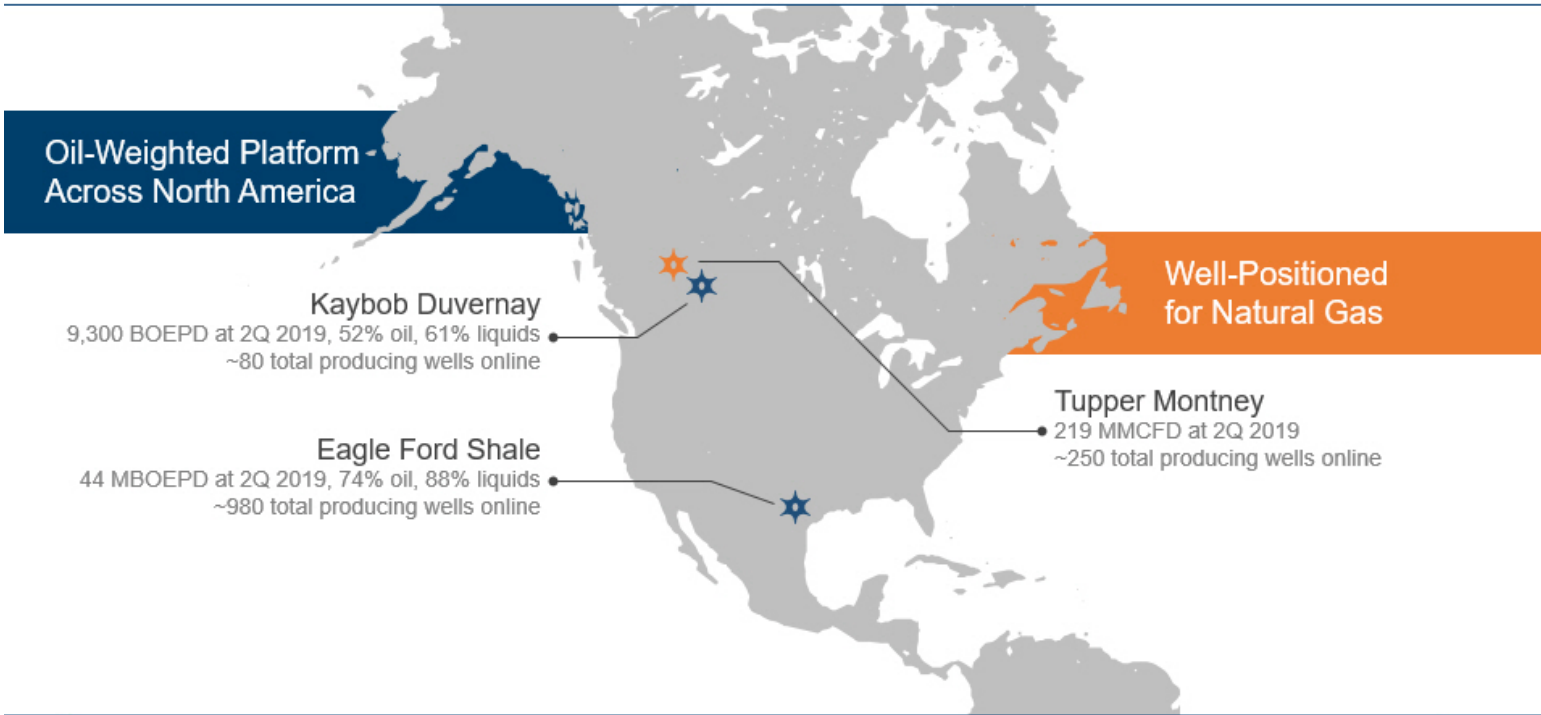 Oil-Weighted Platform
Across North America
Kaybob Duvernay
9,300 BOEPD at 2Q 2019, 52% oil, 61% liquids
~80 total producing wells online
Eagle Ford Shale
44 MBOEPD at 2Q 2019, 74% oil, 88% liquids
~980 total producing wells online
Well-Positioned
for Natural Gas
Tupper Montney
219 MMCFD at 2Q 2019
~250 total producing wells online